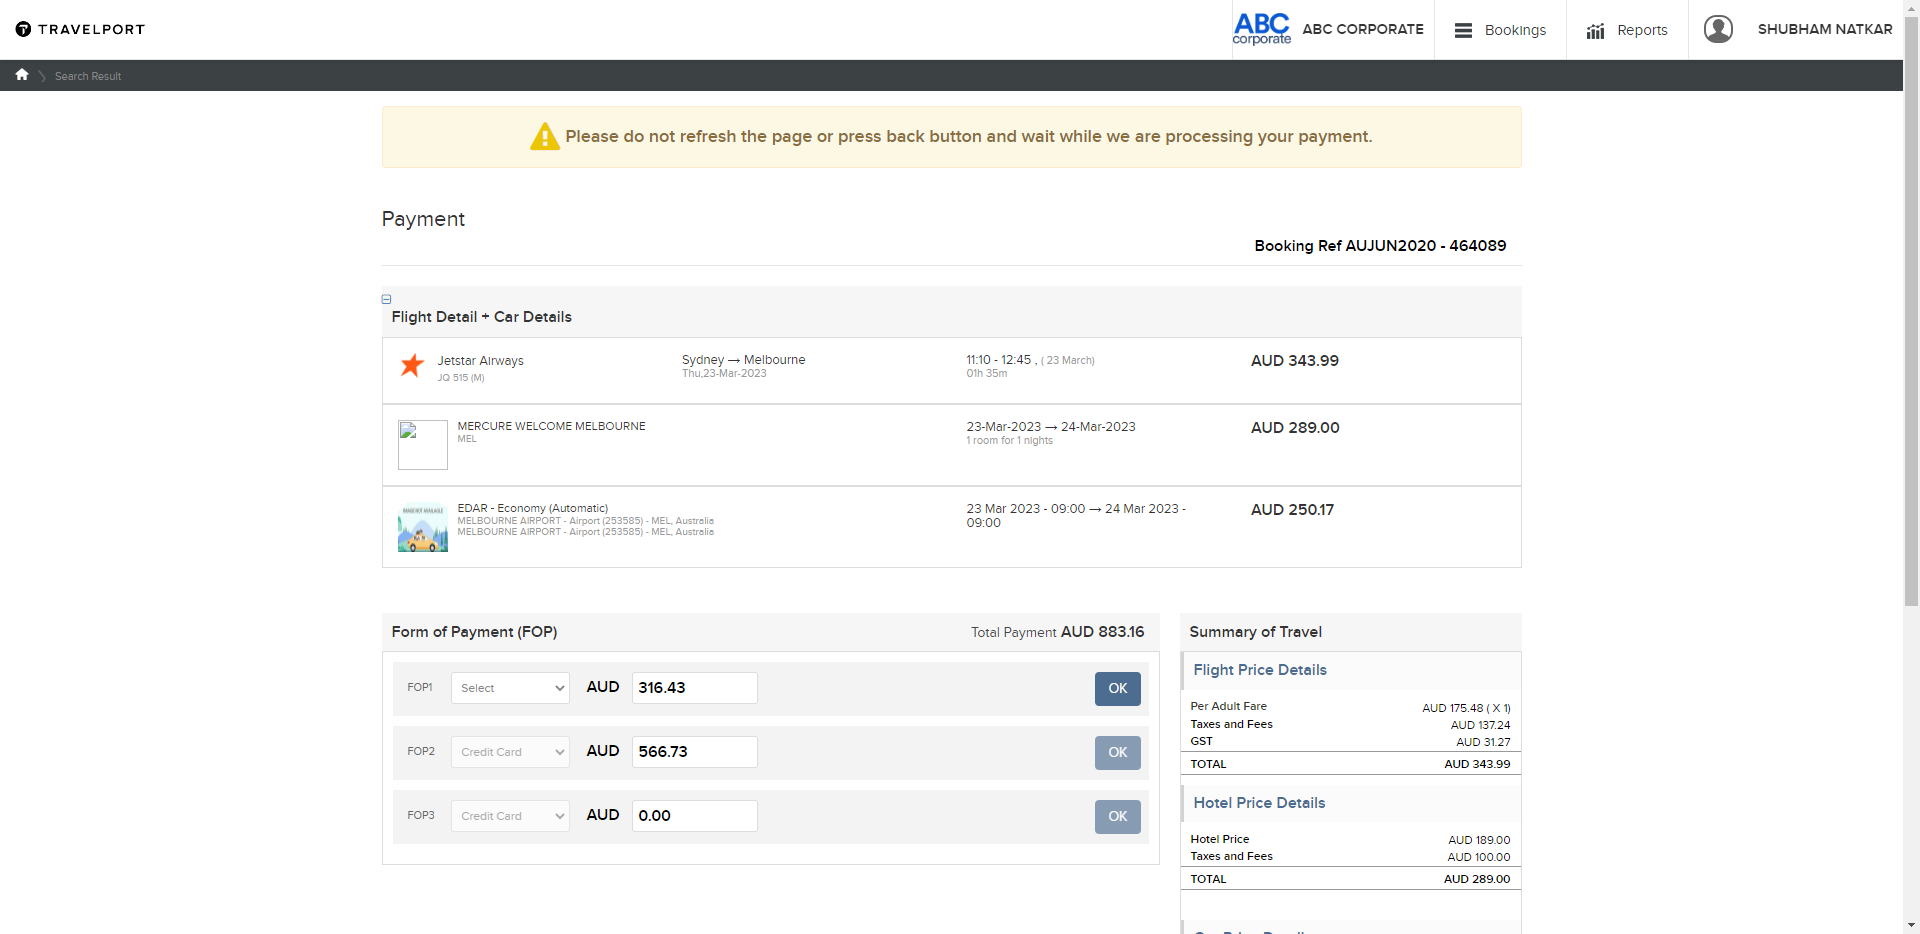 TRAVELPORT
ABC
corporate
ABC CORPORATE
Bookings
Reports
SHUBHAM NATKAR
Search Result
Please do not refresh the page or press back button and wait while we are processing your payment.
Payment
Booking Ref AUJUN2020 - 464089
Flight Detail + Car Details
Jetstar Airways
JQ 515 (M)
Sydney → Melbourne
Thu,23-Mar-2023
11:10 - 12:45 , ( 23 March)
01h 35m
AUD 343.99
MERCURE WELCOME MELBOURNE
MEL
23-Mar-2023 → 24-Mar-2023
1 room for 1 nights
AUD 289.00
IMAGE NOT AVAILABLE
EDAR - Economy (Automatic)
MELBOURNE AIRPORT - Airport (253585) - MEL, Australia
MELBOURNE AIRPORT - Airport (253585) - MEL, Australia
23 Mar 2023 - 09:00 → 24 Mar 2023 -
09:00
AUD 250.17
Form of Payment (FOP)
Total Payment AUD 883.16
FOP1 Select AUD 316.43 OK
FOP2 Credit Card AUD 566.73 OK
FOP3 Credit Card AUD 0.00 OK
Summary of Travel
Flight Price Details
Per Adult Fare AUD 175.48 ( X 1)
Taxes and Fees AUD 137.24
GST AUD 31.27
TOTAL AUD 343.99
Hotel Price Details
Hotel Price AUD 189.00
Taxes and Fees AUD 100.00
TOTAL AUD 289.00